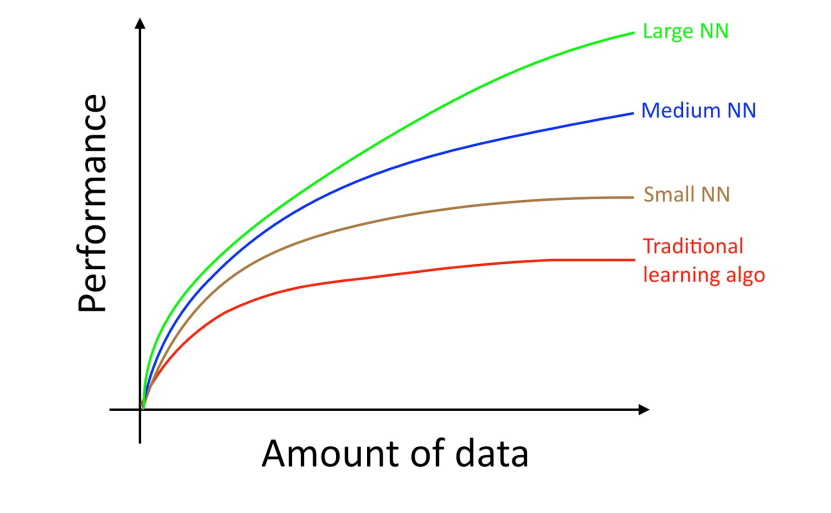 Large NN
Medium NN
Small NN
Traditional
learning algo
Performance
Amount of data